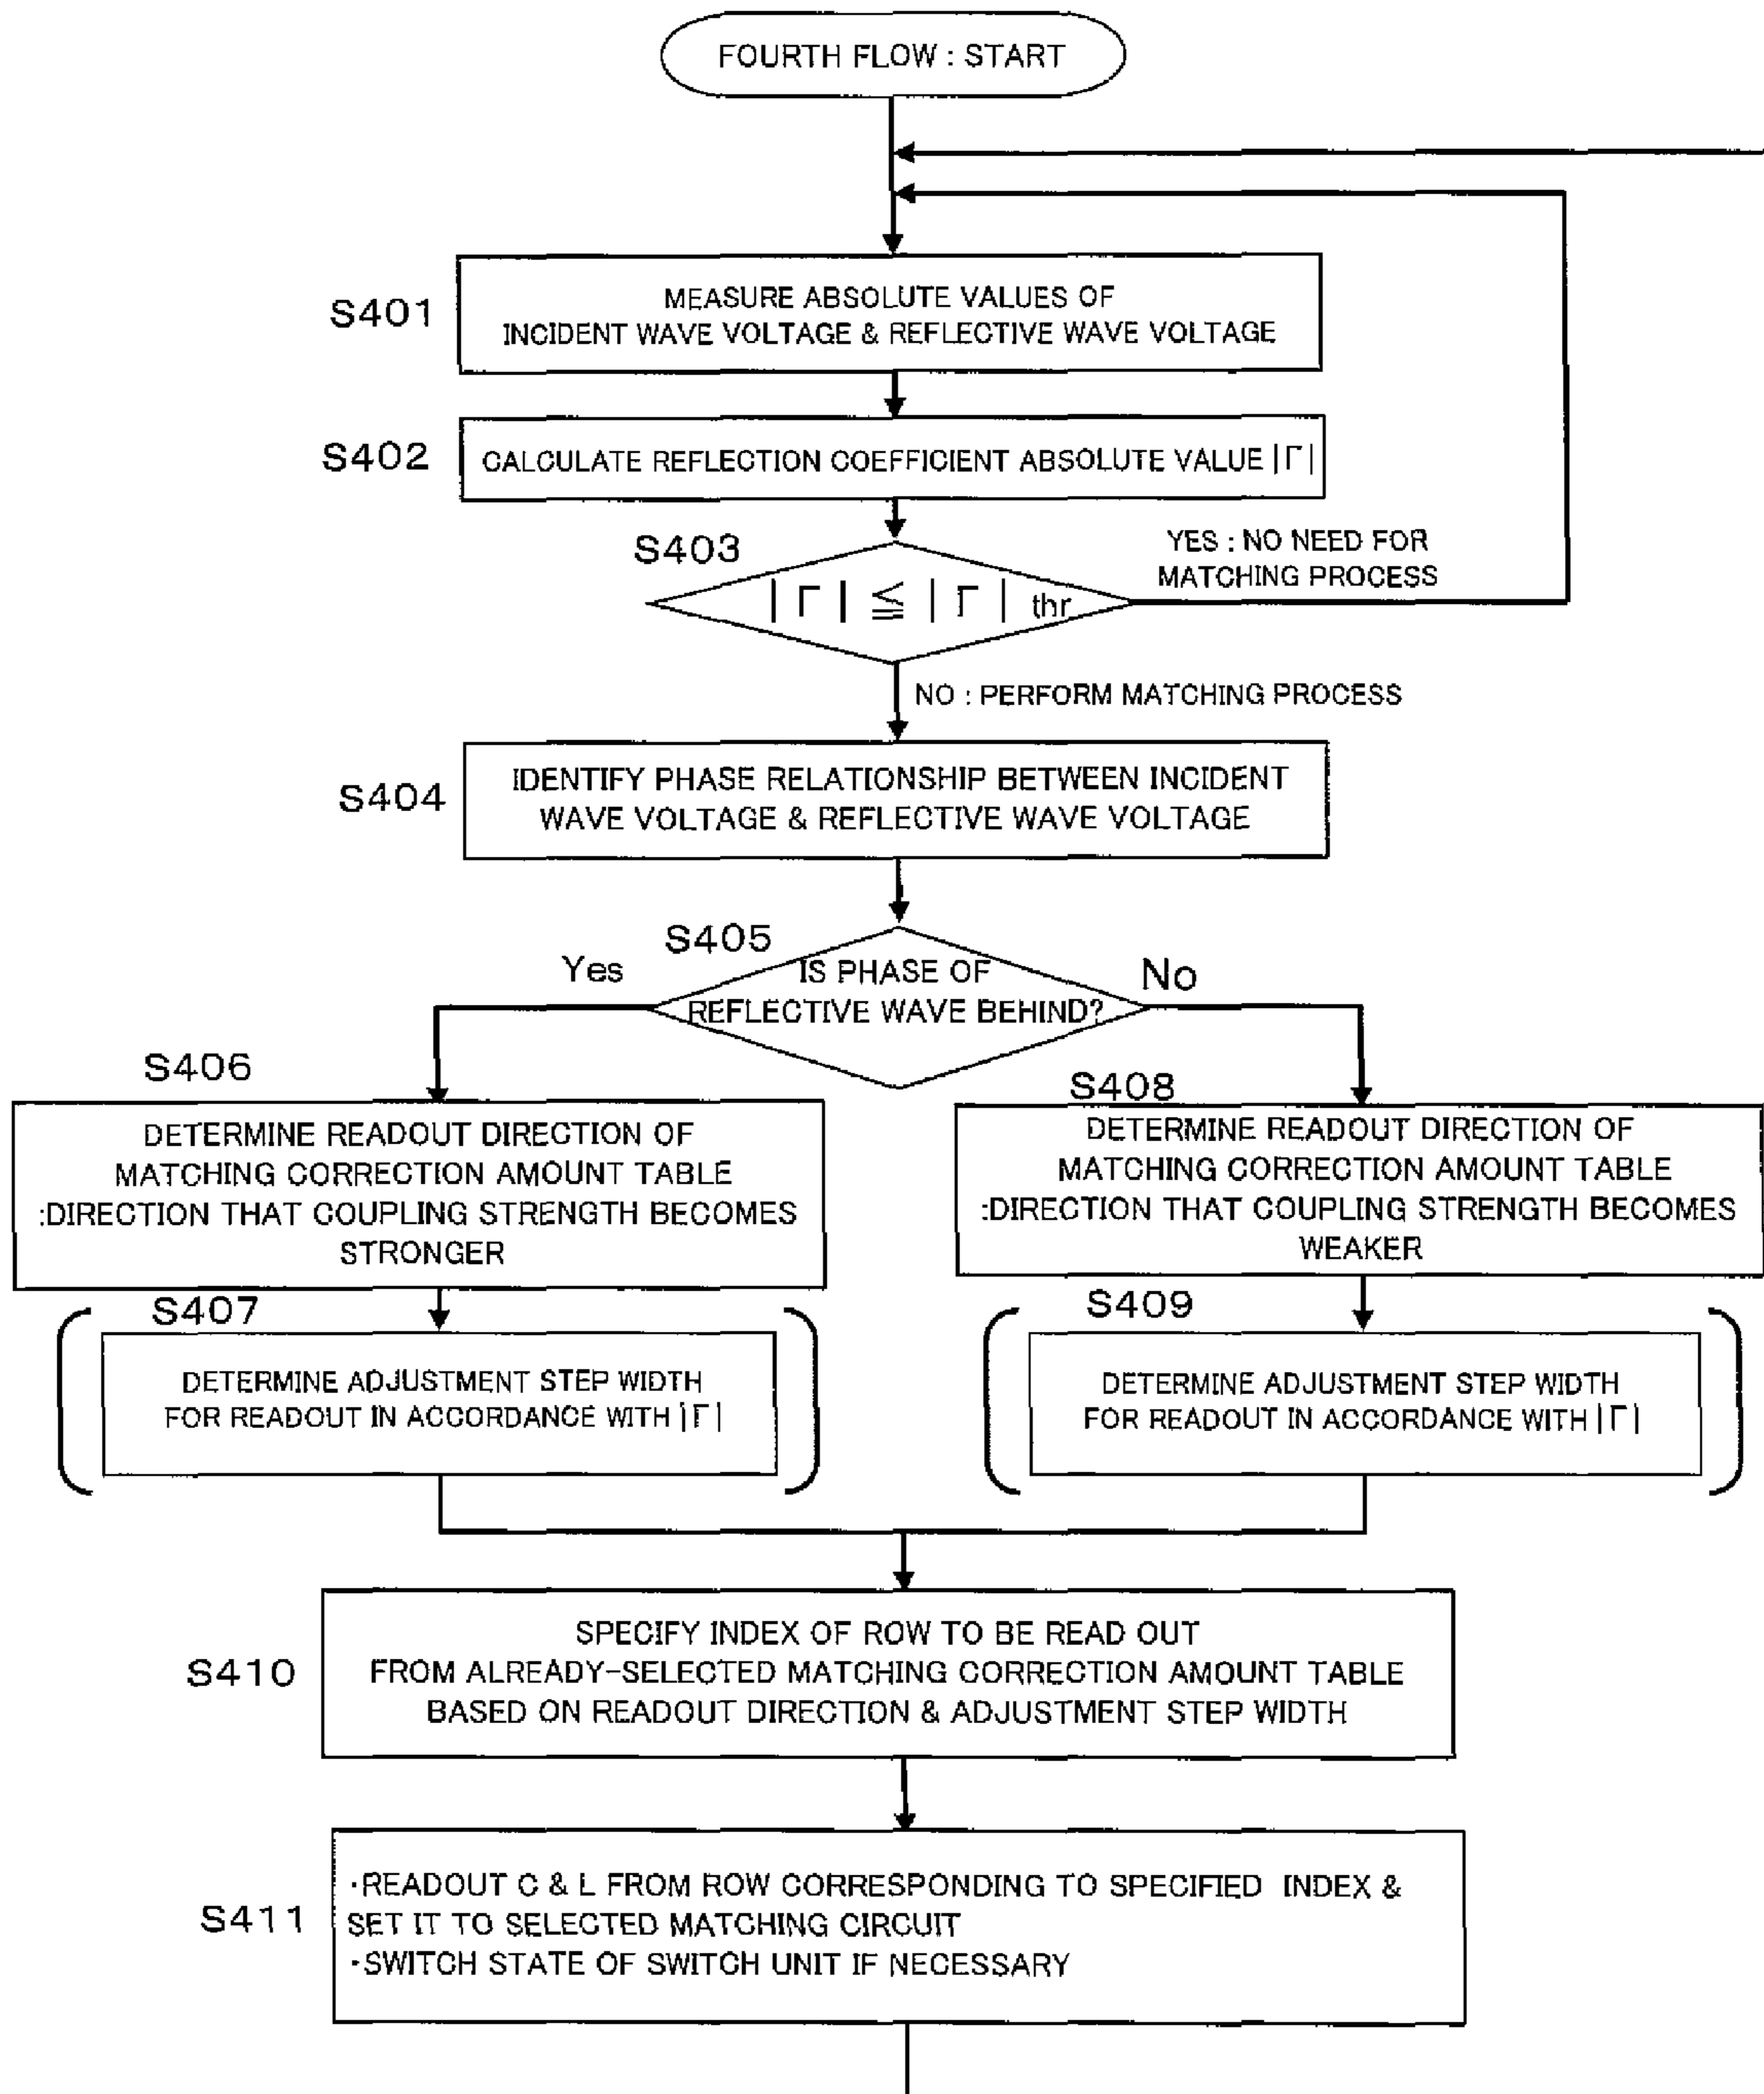 FOURTH FLOW : START
S401
MEASURE ABSOLUTE VALUES OF
INCIDENT WAVE VOLTAGE & REFLECTIVE WAVE VOLTAGE
S402
CALCULATE REFLECTION COEFFICIENT ABSOLUTE VALUE |Γ|
S403
|Γ| ≦ |Γ| thr
YES : NO NEED FOR
MATCHING PROCESS
NO : PERFORM MATCHING PROCESS
S404
IDENTIFY PHASE RELATIONSHIP BETWEEN INCIDENT
WAVE VOLTAGE & REFLECTIVE WAVE VOLTAGE
S405
Yes
IS PHASE OF
REFLECTIVE WAVE BEHIND?
No
S406
DETERMINE READOUT DIRECTION OF
MATCHING CORRECTION AMOUNT TABLE
:DIRECTION THAT COUPLING STRENGTH BECOMES
STRONGER
S408
DETERMINE READOUT DIRECTION OF
MATCHING CORRECTION AMOUNT TABLE
:DIRECTION THAT COUPLING STRENGTH BECOMES
WEAKER
S407
DETERMINE ADJUSTMENT STEP WIDTH
FOR READOUT IN ACCORDANCE WITH |Γ|
S409
DETERMINE ADJUSTMENT STEP WIDTH
FOR READOUT IN ACCORDANCE WITH |Γ|
S410
SPECIFY INDEX OF ROW TO BE READ OUT
FROM ALREADY-SELECTED MATCHING CORRECTION AMOUNT TABLE
BASED ON READOUT DIRECTION & ADJUSTMENT STEP WIDTH
S411
・READOUT C & L FROM ROW CORRESPONDING TO SPECIFIED INDEX &
SET IT TO SELECTED MATCHING CIRCUIT
・SWITCH STATE OF SWITCH UNIT IF NECESSARY